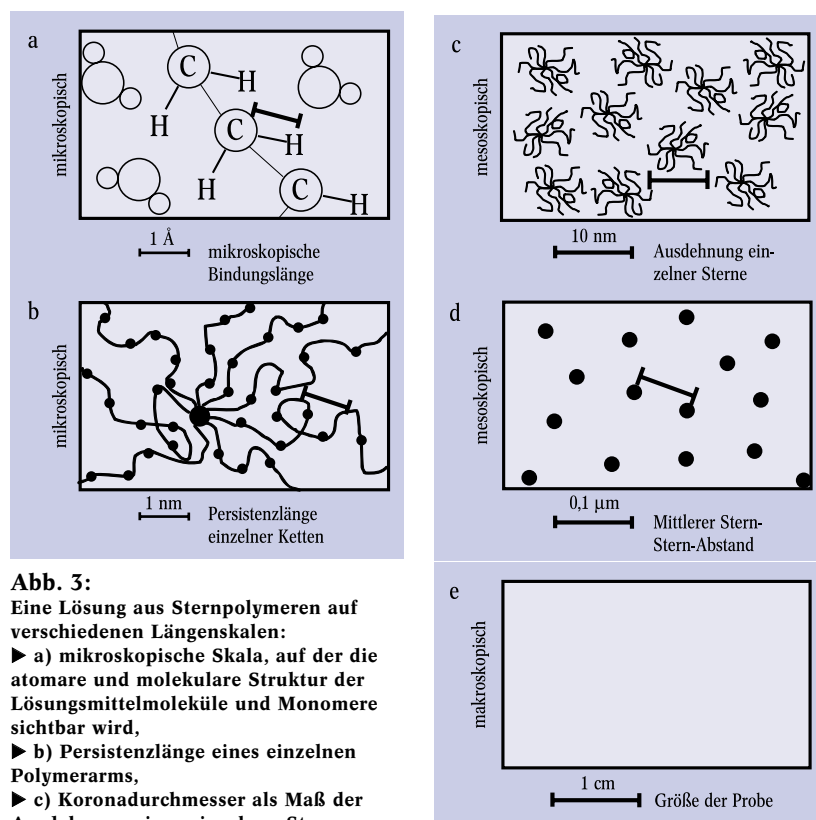 a
mikroskopisch
C
H
H
C
H
H
C
H
1 Å
mikroskopische
Bindungslänge
b
mikroskopisch
1 nm
Persistenzlänge
einzelner Ketten
Abb. 3:
Eine Lösung aus Sternpolymeren auf
verschiedenen Längenskalen:
▶ a) mikroskopische Skala, auf der die
atomare und molekulare Struktur der
Lösungsmittelmoleküle und Monomere
sichtbar wird,
▶ b) Persistenzlänge eines einzelnen
Polymerarms,
▶ c) Koronadurchmesser als Maß der
c
mesoskopisch
10 nm
Ausdehnung ein-
zelner Sterne
d
mesoskopisch
0,1 µm
Mittlerer Stern-
Stern-Abstand
e
makroskopisch
1 cm
Größe der Probe